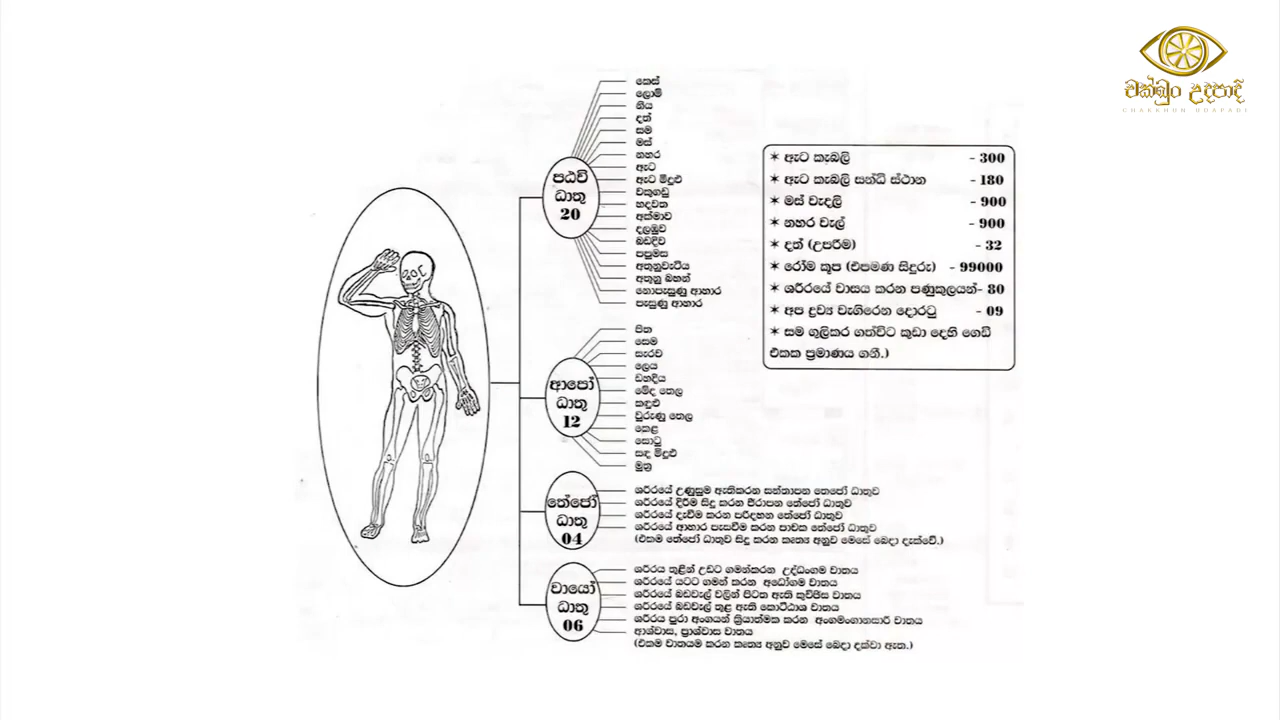 චක්ඛුං උදපාදි
CHAKKHUN UDAPADI
පඨවි
ධාතු
20
කෙස්
ලොම්
නිය
දත්
සම
මස්
නහර
ඇට
ඇට මිදුළු
වකුගඩු
හදවත
අක්මාව
දලඹුව
බඩදිව
පපුමස
අතුනුවැටිය
අතුනු බහන්
නොපැසුණු ආහාර
පැසුණු ආහාර
ආපෝ
ධාතු
12
පිත
සෙම
සැරව
ලෙය
ඩහදිය
මේද තෙල
කඳුළු
වුරුණු තෙල
කෙළ
සොටු
සඳ මිදුළු
මුත්‍රා
තේජෝ
ධාතු
04
ශරීරයේ උණුසුම ඇතිකරන සන්තාපන තෙජෝ ධාතුව
ශරීරයේ දිරීම සිදු කරන ජීරාපන තේජෝ ධාතුව
ශරීරයේ දැවීම කරන පරිදහන තේජෝ ධාතුව
ශරීරයේ ආහාර පැසවීම කරන පාචක තේජෝ ධාතුව
(එකම තේජෝ ධාතුව සිදු කරන කෘත්‍ය අනුව මෙසේ බෙදා දැක්වේ.)
වායෝ
ධාතු
06
ශරීරය තුළින් උඩට ගමන්කරන උද්ධංගම වාතය
ශරීරයේ යටට ගමන් කරන අධෝගම වාතය
ශරීරයේ බඩවැල් වලින් පිටත ඇති කුච්ඡිස වාතය
ශරීරයේ බඩවැල් තුළ ඇති කොට්ඨාශ වාතය
ශරීරය පුරා අංගයන් ක්‍රියාත්මක කරන අංගමංගානසාරී වාතය
ආශ්වාස, ප්‍රාශ්වාස වාතය
(එකම වාතයම කරන කෘත්‍ය අනුව මෙසේ බෙදා දක්වා ඇත.)
✶ ඇට කැබලි - 300
✶ ඇට කැබලි සන්ධි ස්ථාන - 180
✶ මස් වැදලි - 900
✶ නහර වැල් - 900
✶ දත් (උපරිම) - 32
✶ රෝම කූප (එපමණ සිදුරු) - 99000
✶ ශරීරයේ වාසය කරන පණුකුලයන්- 80
✶ අප ද්‍රව්‍ය වැගිරෙන දොරටු - 09
✶ සම ගුලිකර ගත්විට කුඩා දෙහි ගෙඩි
එකක ප්‍රමාණය ගනී.)